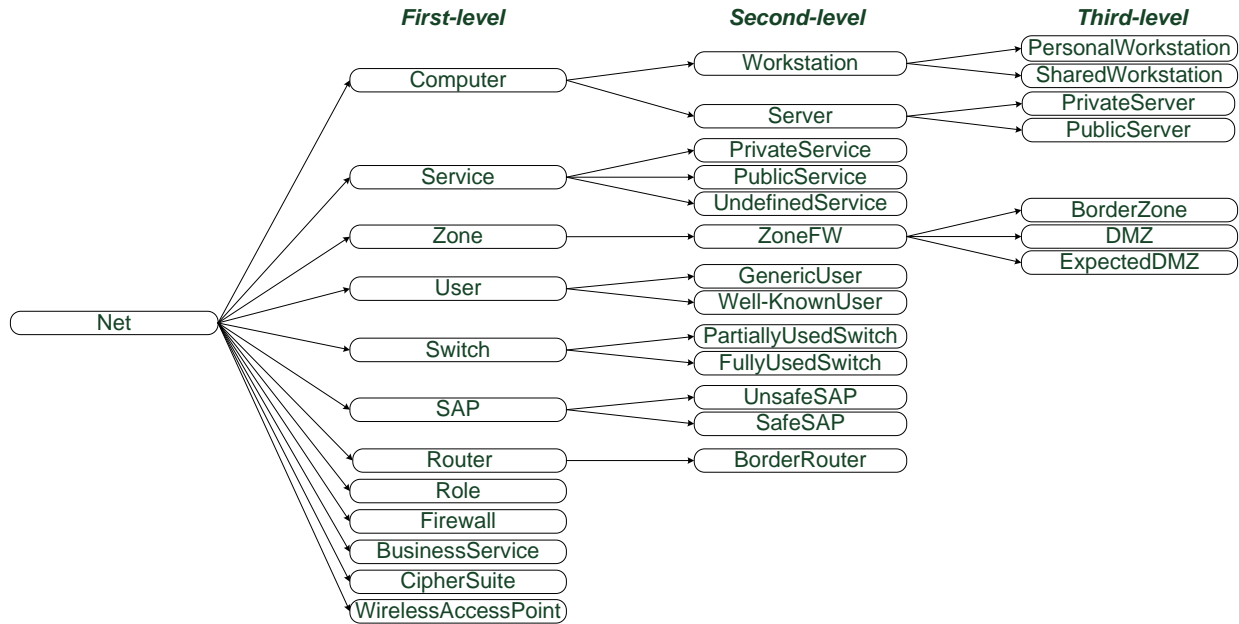 First-level
Second-level
Third-level
Net
Computer
Service
Zone
User
Switch
SAP
Router
Role
Firewall
BusinessService
CipherSuite
WirelessAccessPoint
Workstation
Server
PrivateService
PublicService
UndefinedService
ZoneFW
GenericUser
Well-KnownUser
PartiallyUsedSwitch
FullyUsedSwitch
UnsafeSAP
SafeSAP
BorderRouter
PersonalWorkstation
SharedWorkstation
PrivateServer
PublicServer
BorderZone
DMZ
ExpectedDMZ